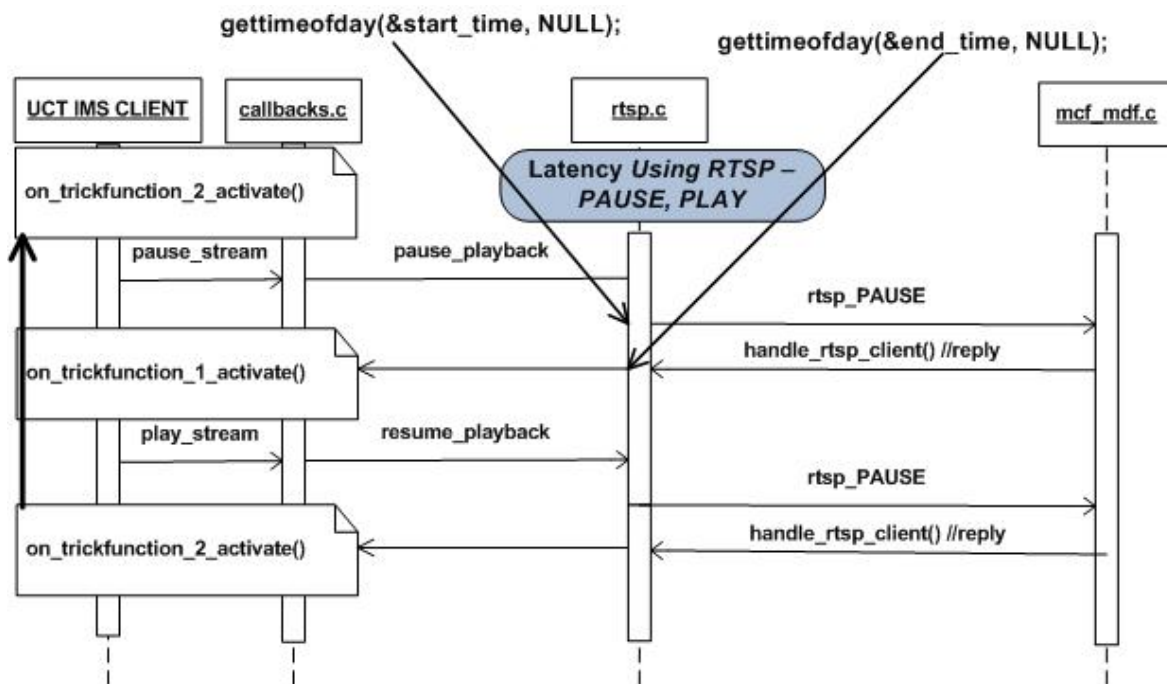 gettimeofday(&start_time, NULL);
gettimeofday(&end_time, NULL);
UCT IMS CLIENT
callbacks.c
rtsp.c
mcf_mdf.c
on_trickfunction_2_activate()
Latency Using RTSP –
PAUSE, PLAY
pause_stream
pause_playback
rtsp_PAUSE
on_trickfunction_1_activate()
handle_rtsp_client() //reply
play_stream
resume_playback
rtsp_PAUSE
on_trickfunction_2_activate()
handle_rtsp_client() //reply